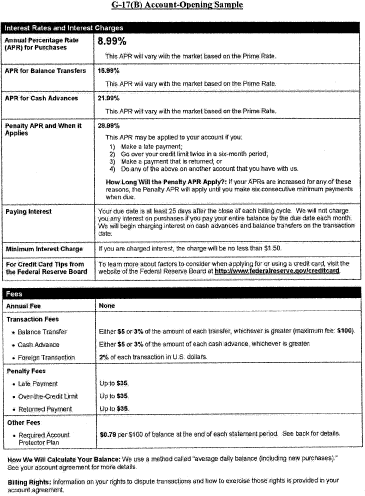 G-17(B) Account-Opening Sample
Interest Rates and Interest Charges
Annual Percentage Rate (APR) for Purchases
8.99%
This APR will vary with the market based on the Prime Rate.
APR for Balance Transfers
15.99%
This APR will vary with the market based on the Prime Rate.
APR for Cash Advances
21.99%
This APR will vary with the market based on the Prime Rate.
Penalty APR and When it Applies
28.99%
This APR may be applied to your account if you:
1) Make a late payment;
2) Go over your credit limit twice in a six-month period;
3) Make a payment that is returned; or
4) Do any of the above on another account that you have with us.
How Long Will the Penalty APR Apply?: If your APRs are increased for any of these
reasons, the Penalty APR will apply until you make six consecutive minimum payments
when due.
Paying Interest
Your due date is at least 25 days after the close of each billing cycle. We will not charge
you any interest on purchases if you pay your entire balance by the due date each month.
We will begin charging interest on cash advances and balance transfers on the transaction
date.
Minimum Interest Charge
If you are charged interest, the charge will be no less than $1.50.
For Credit Card Tips from the Federal Reserve Board
To learn more about factors to consider when applying for or using a credit card, visit the
website of the Federal Reserve Board at http://www.federalreserve.gov/creditcard.
Fees
Annual Fee
None
Transaction Fees
• Balance Transfer
Either $5 or 3% of the amount of each transfer, whichever is greater (maximum fee: $100).
• Cash Advance
Either $5 or 3% of the amount of each cash advance, whichever is greater.
• Foreign Transaction
2% of each transaction in U.S. dollars.
Penalty Fees
• Late Payment
Up to $35.
• Over-the-Credit Limit
Up to $35.
• Returned Payment
Up to $35.
Other Fees
• Required Account Protector Plan
$0.79 per $100 of balance at the end of each statement period. See back for details.
How We Will Calculate Your Balance: We use a method called "average daily balance (including new purchases)."
See your account agreement for more details.
Billing Rights: Information on your rights to dispute transactions and how to exercise those rights is provided in your
account agreement.